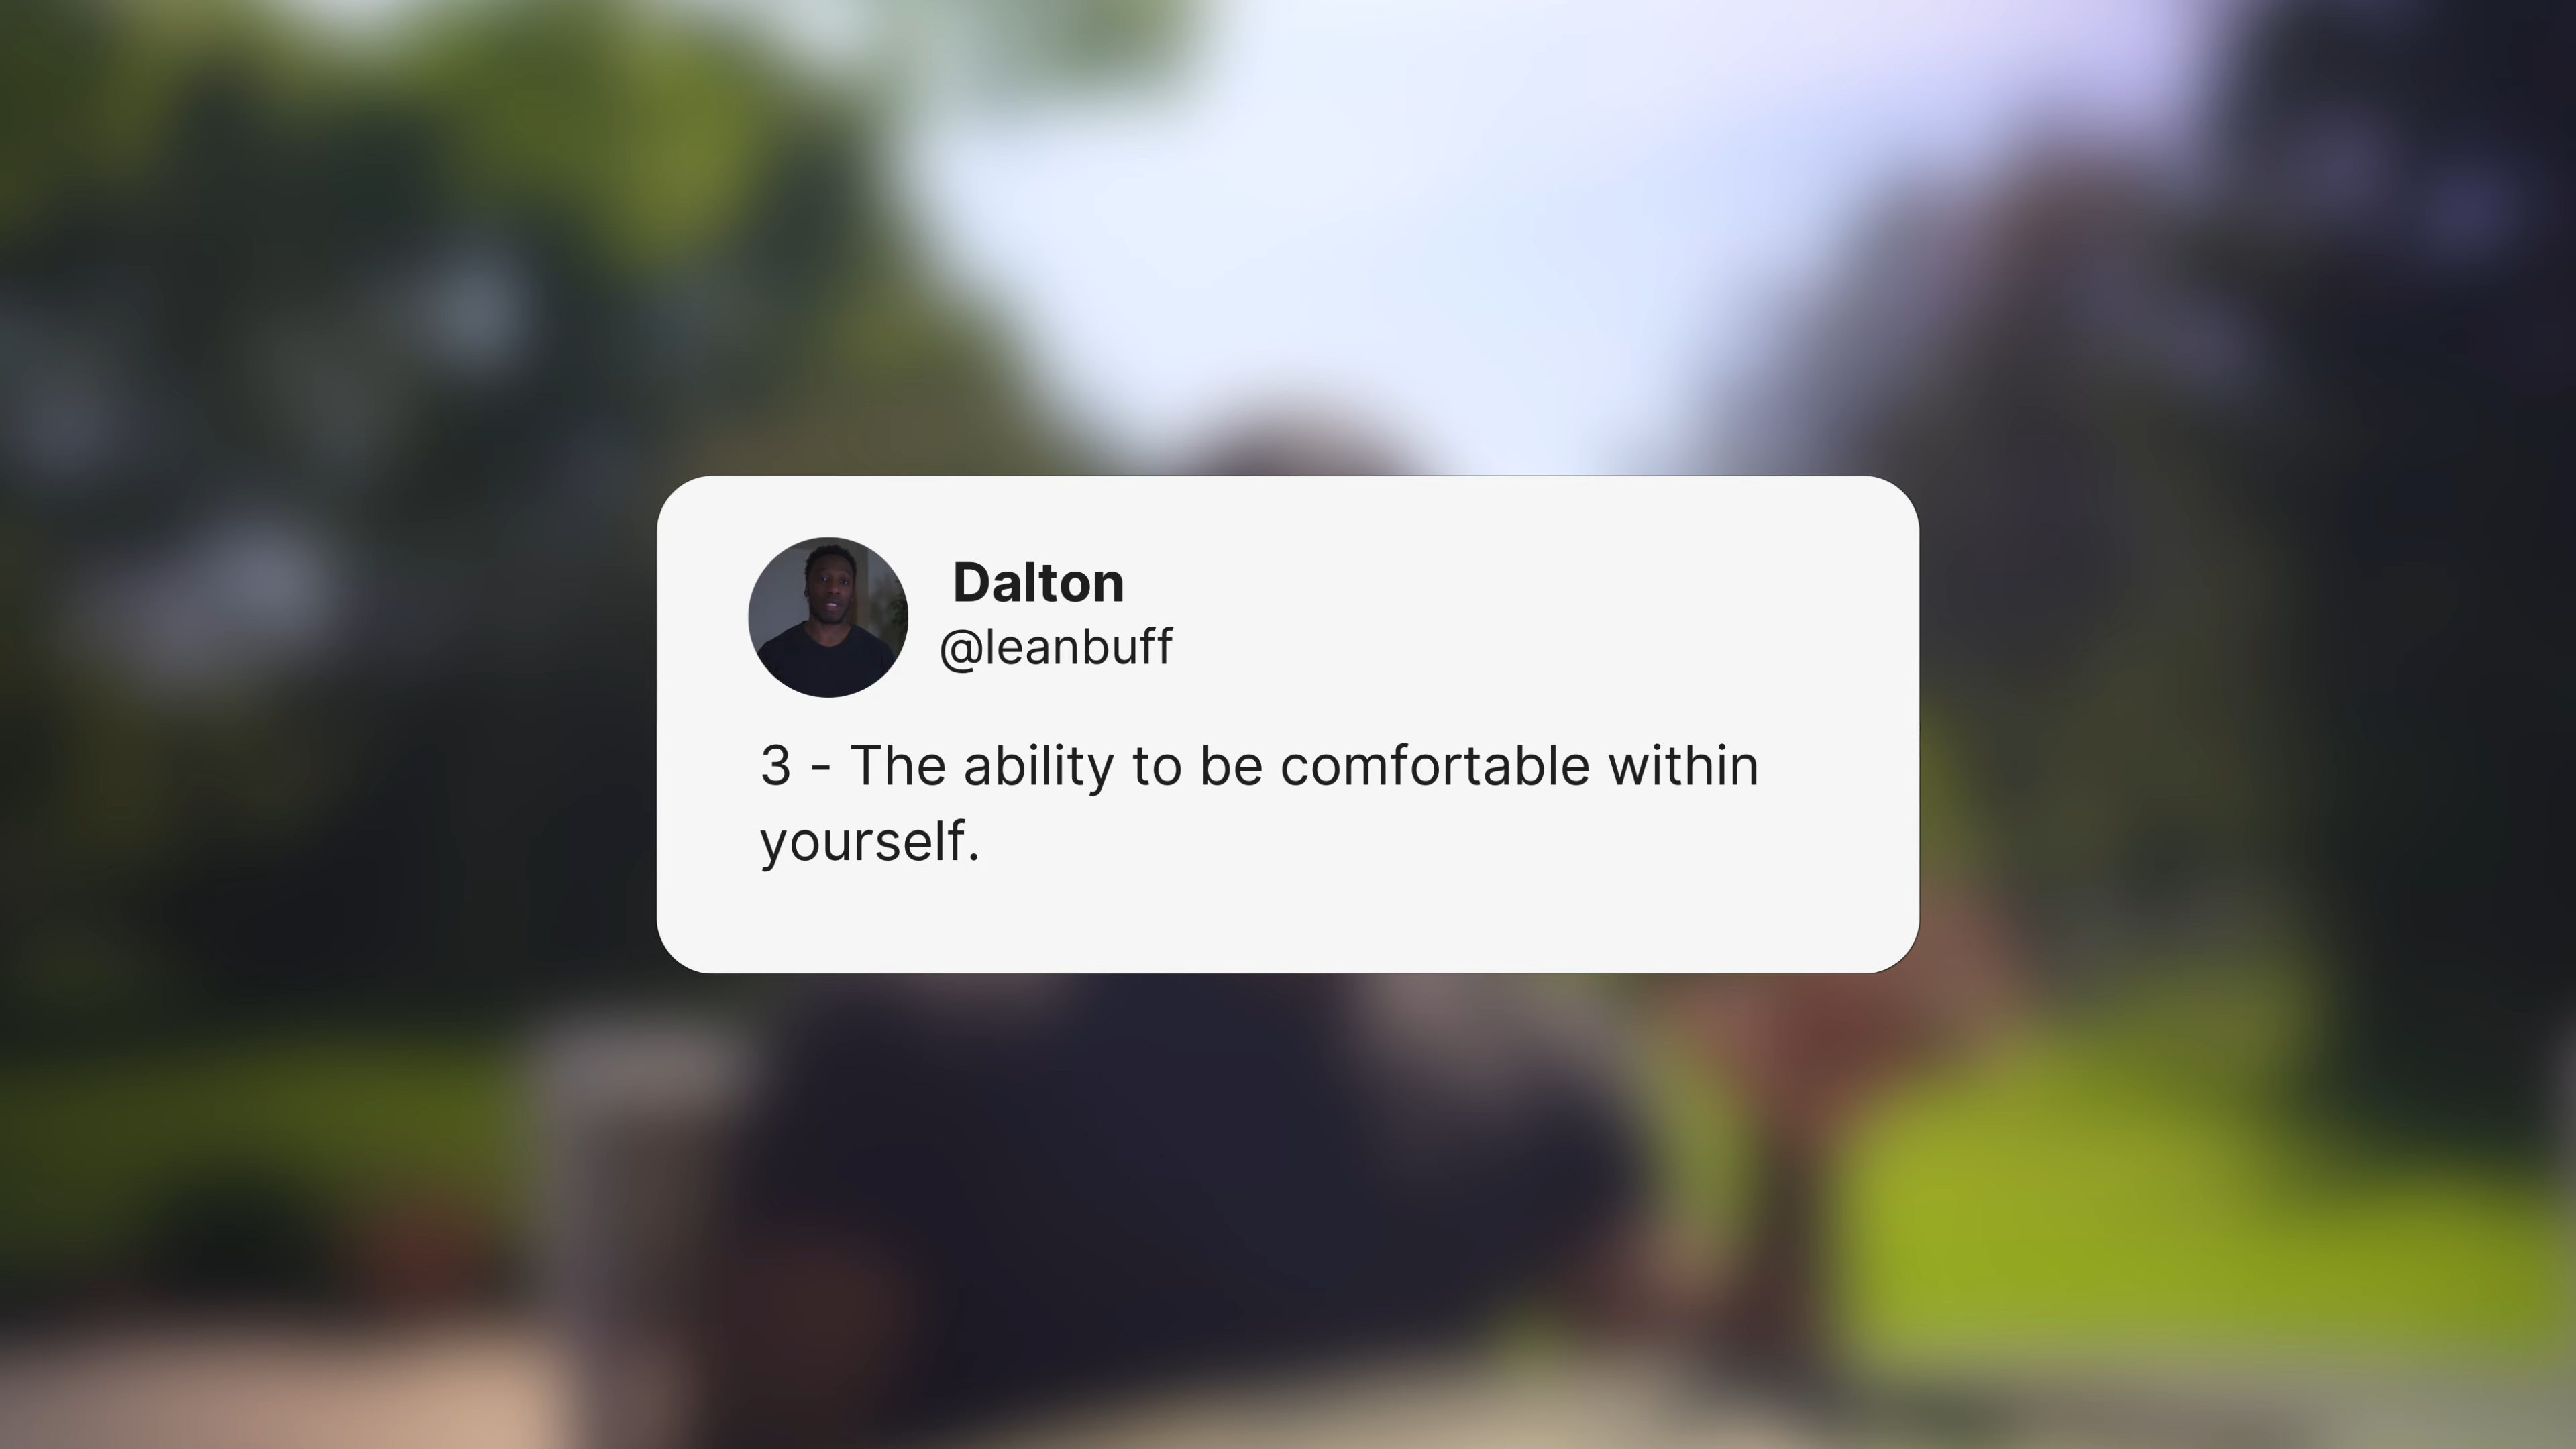 Dalton
@leanbuff
3 - The ability to be comfortable within
yourself.